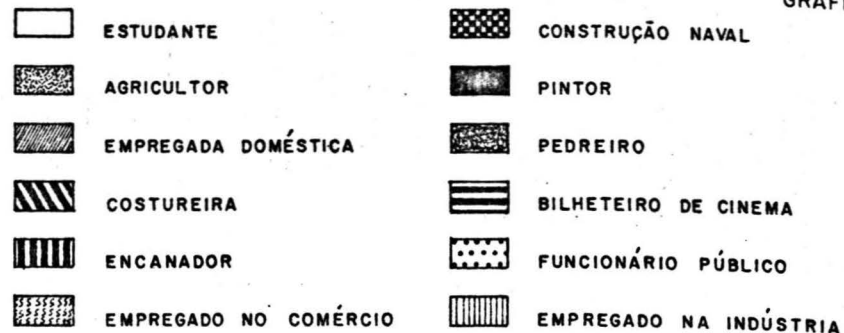 ESTUDANTE
AGRICULTOR
EMPREGADA DOMÉSTICA
COSTUREIRA
ENCANADOR
EMPREGADO NO COMÉRCIO
CONSTRUÇÃO NAVAL
PINTOR
PEDREIRO
BILHETEIRO DE CINEMA
FUNCIONÁRIO PÚBLICO
EMPREGADO NA INDÚSTRIA